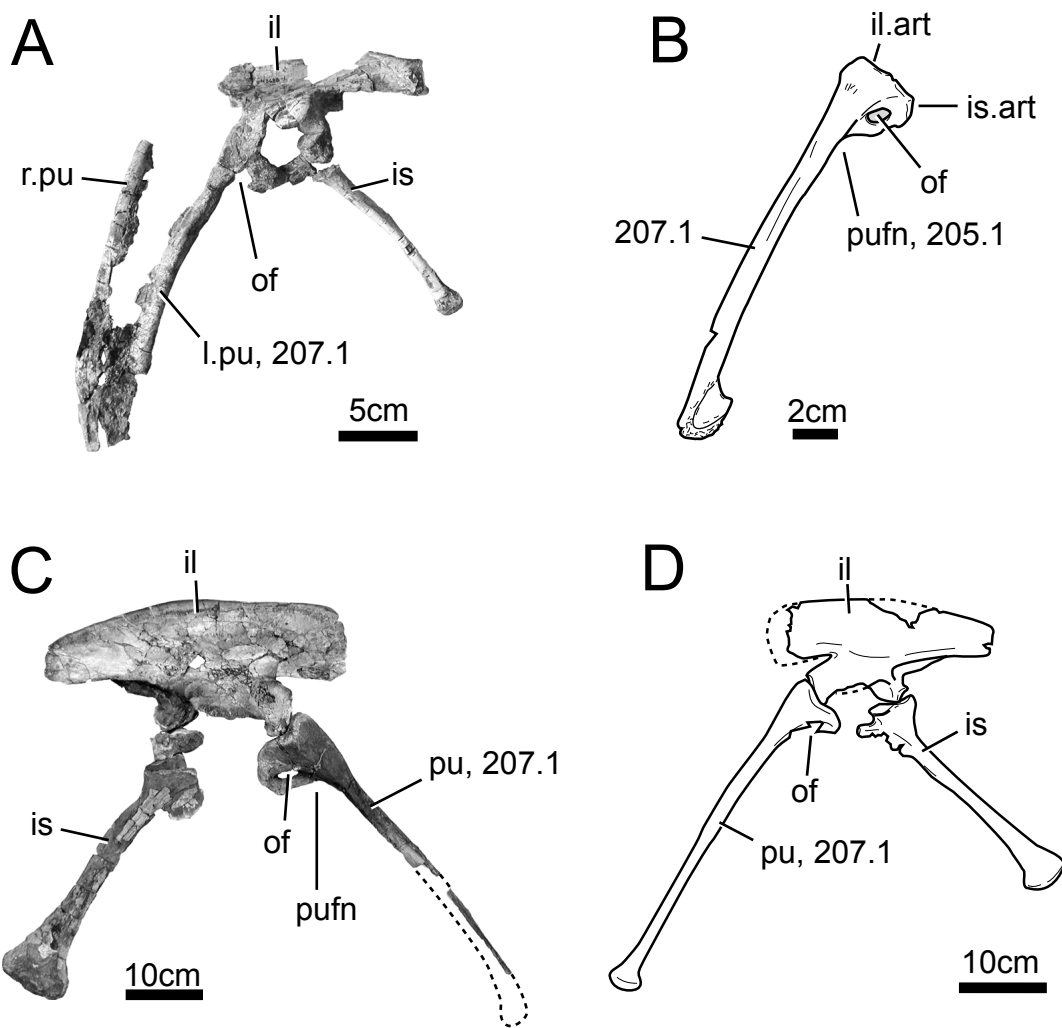 A
il
r.pu
is
of
l.pu, 207.1
5cm
B
il.art
is.art
of
207.1
pufn, 205.1
2cm
C
il
pu, 207.1
of
is
pufn
10cm
D
il
is
of
pu, 207.1
10cm